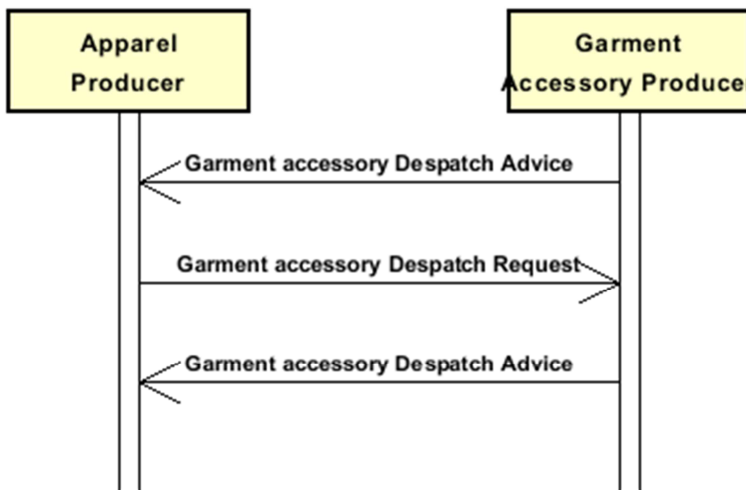 Apparel
Producer
Garment
Accessory Produce
Garment accessory Despatch Advice
Garment accessory Despatch Request
Garment accessory Despatch Advice